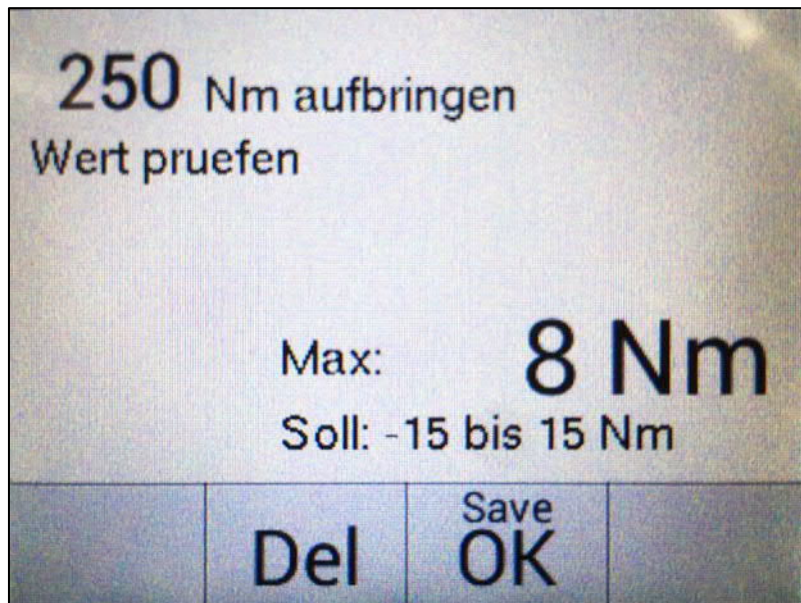 250 Nm aufbringen
Wert pruefen
Max: 8 Nm
Soll: -15 bis 15 Nm
Del
Save
OK